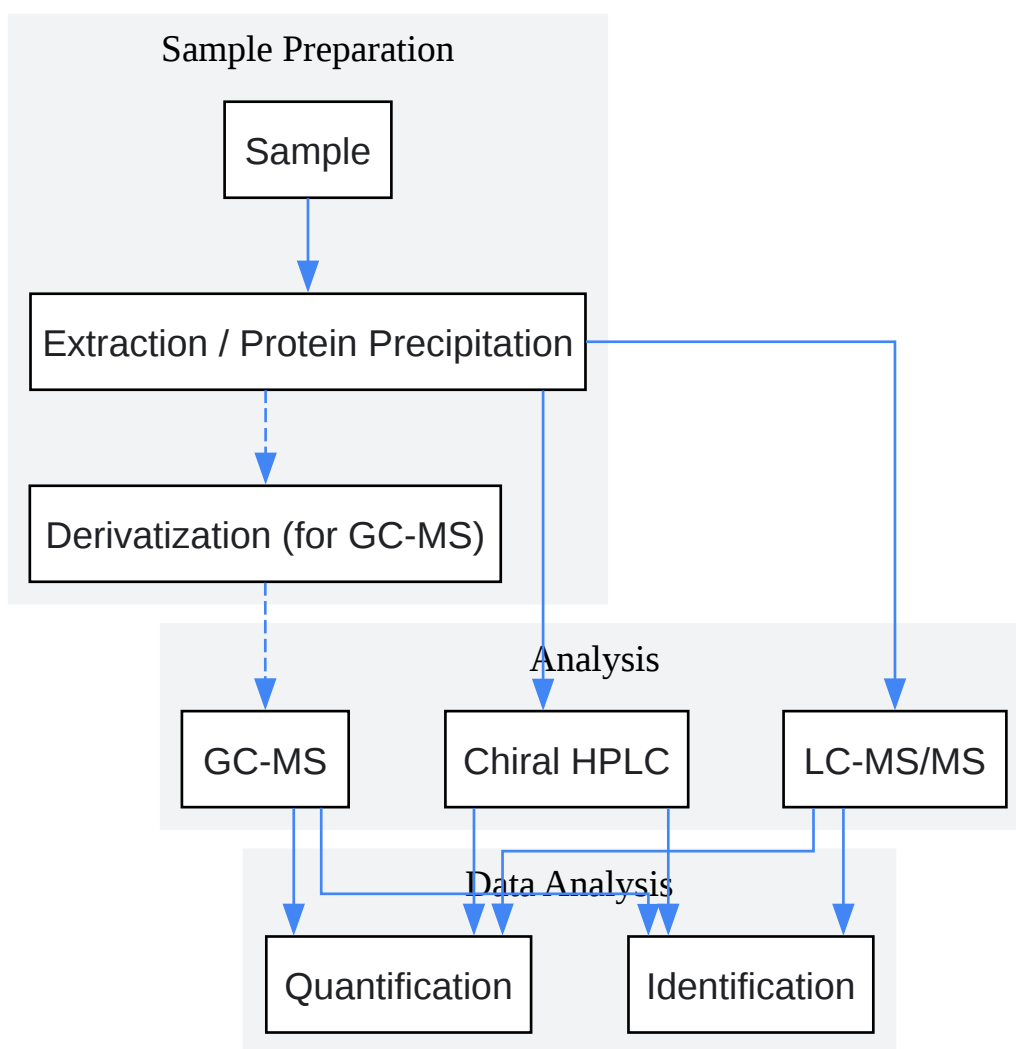 Sample Preparation
Sample
Extraction / Protein Precipitation
Derivatization (for GC-MS)
Analysis
GC-MS
Chiral HPLC
LC-MS/MS
Data Analysis
Quantification
Identification